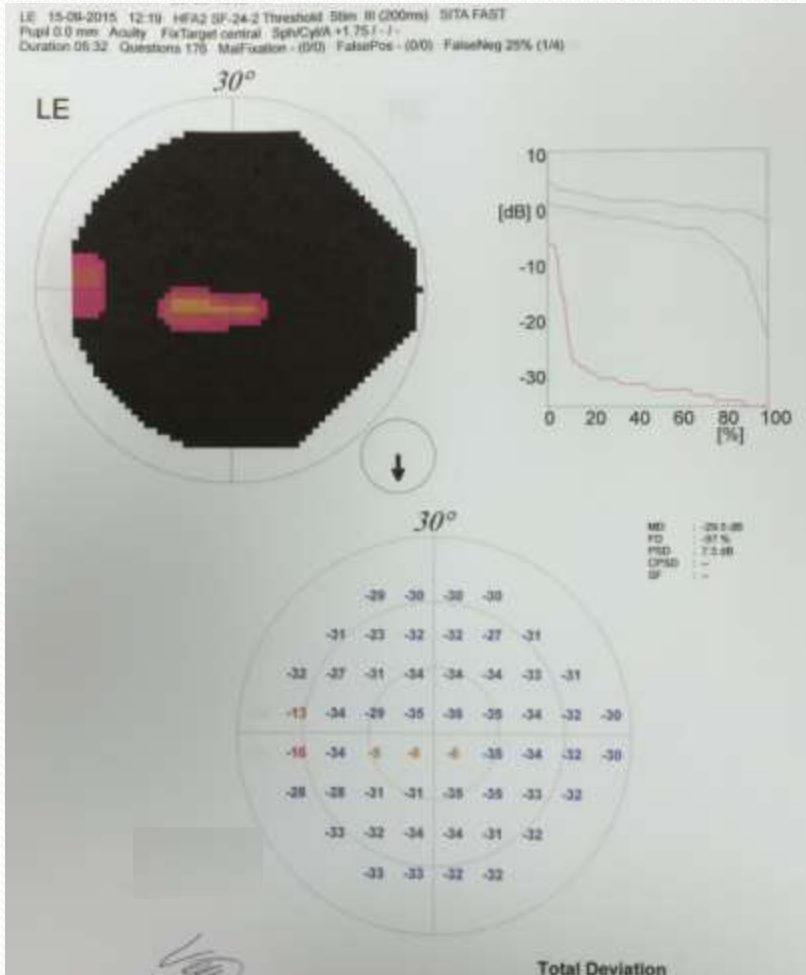 LE 15-09-2015 12:19 HFA2 SF-24-2 Threshold Stim III (200ms) SITA FAST
Pupil 0.0 mm Acuity FixTarget central Sph/Cyl/A +1.75 / - / -
Duration 05:32 Questions 176 MalFixation - (0/0) FalsePos - (0/0) FalseNeg 25% (1/4)
30°
LE
10
[dB] 0
-10
-20
-30
0 20 40 60 80 100
[%]
30°
MD : -29.5 dB
FD : -97 %
PSD : 7.5 dB
CPSD : --
SF : --
-29 -30 -30 -30
-31 -23 -32 -32 -27 -31
-32 -27 -31 -34 -34 -34 -33 -31
-13 -34 -29 -35 -35 -34 -32 -30
-16 -34 -6 -35 -34 -32 -30
-28 -28 -31 -31 -35 -35 -33 -32
-33 -32 -34 -34 -31 -32
-33 -33 -32 -32
Total Deviation